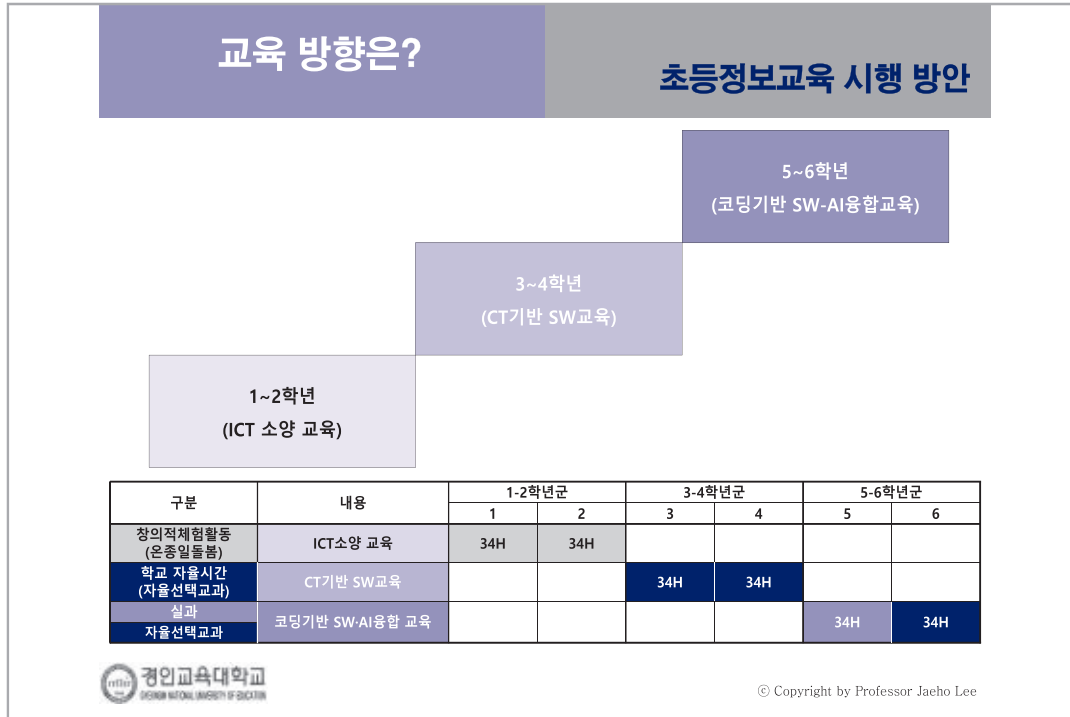 교육 방향은?
초등정보교육 시행 방안
5~6학년
(코딩기반 SW-AI융합교육)
3~4학년
(CT기반 SW교육)
1~2학년
(ICT 소양 교육)
구분 내용 1-2학년군 3-4학년군 5-6학년군
1 2 3 4 5 6
창의적체험활동
(온종일돌봄)
ICT소양 교육 34H 34H
학교 자율시간
(자율선택교과)
CT기반 SW교육 34H 34H
실과
자율선택교과
코딩기반 SW·AI융합 교육 34H 34H
경인교육대학교
GYEONGIN NATIONAL UNIVERSITY OF EDUCATION
ⓒ Copyright by Professor Jaeho Lee